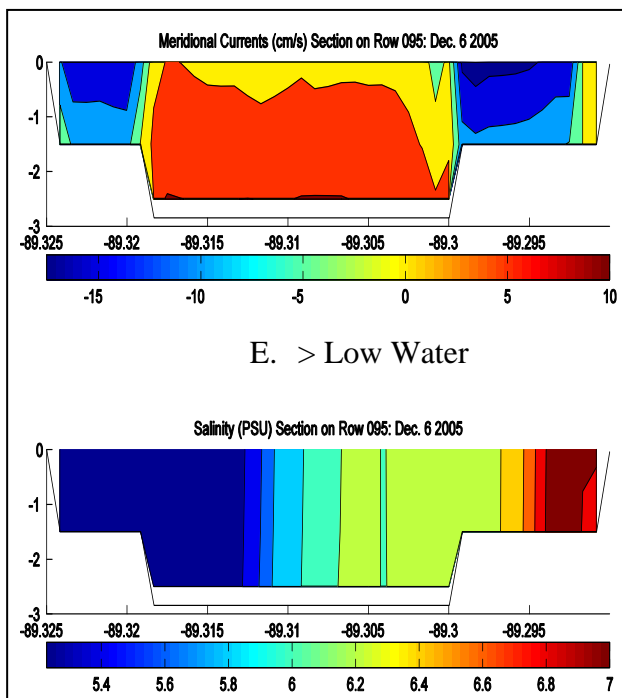 Meridional Currents (cm/s) Section on Row 095: Dec. 6 2005
0
-1
-2
-3
-89.325 -89.32 -89.315 -89.31 -89.305 -89.3 -89.295
-15 -10 -5 0 5 10
E. > Low Water
Salinity (PSU) Section on Row 095: Dec. 6 2005
0
-1
-2
-3
-89.325 -89.32 -89.315 -89.31 -89.305 -89.3 -89.295
5.4 5.6 5.8 6 6.2 6.4 6.6 6.8 7